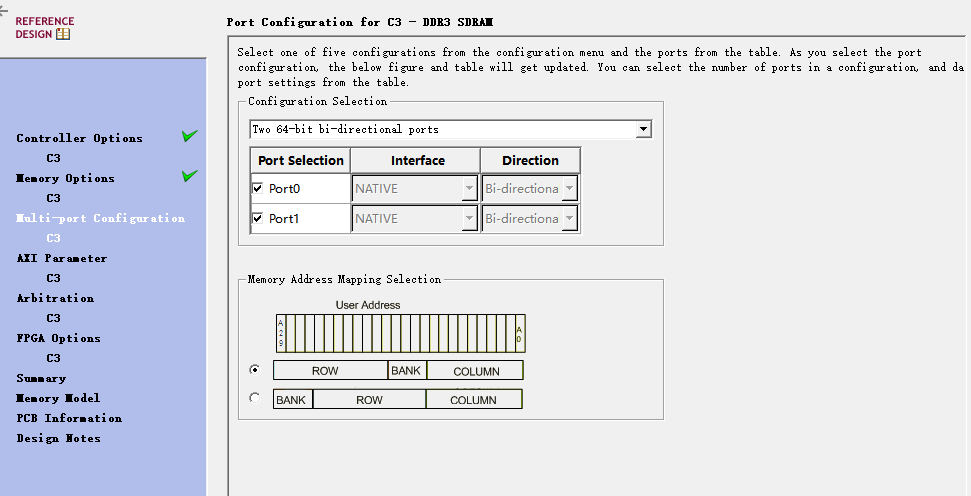 REFERENCE
DESIGN
Controller Options
C3
Memory Options
C3
Multi-port Configuration
C3
AXI Parameter
C3
Arbitration
C3
FPGA Options
C3
Summary
Memory Model
PCB Information
Design Notes
Port Configuration for C3 - DDR3 SDRAM
Select one of five configurations from the configuration menu and the ports from the table. As you select the port
configuration, the below figure and table will get updated. You can select the number of ports in a configuration, and da
port settings from the table.
Configuration Selection
Two 64-bit bi-directional ports
Port Selection Interface Direction
Port0 NATIVE Bi-directiona
Port1 NATIVE Bi-directiona
Memory Address Mapping Selection
User Address
A29 A0
ROW BANK COLUMN
BANK ROW COLUMN